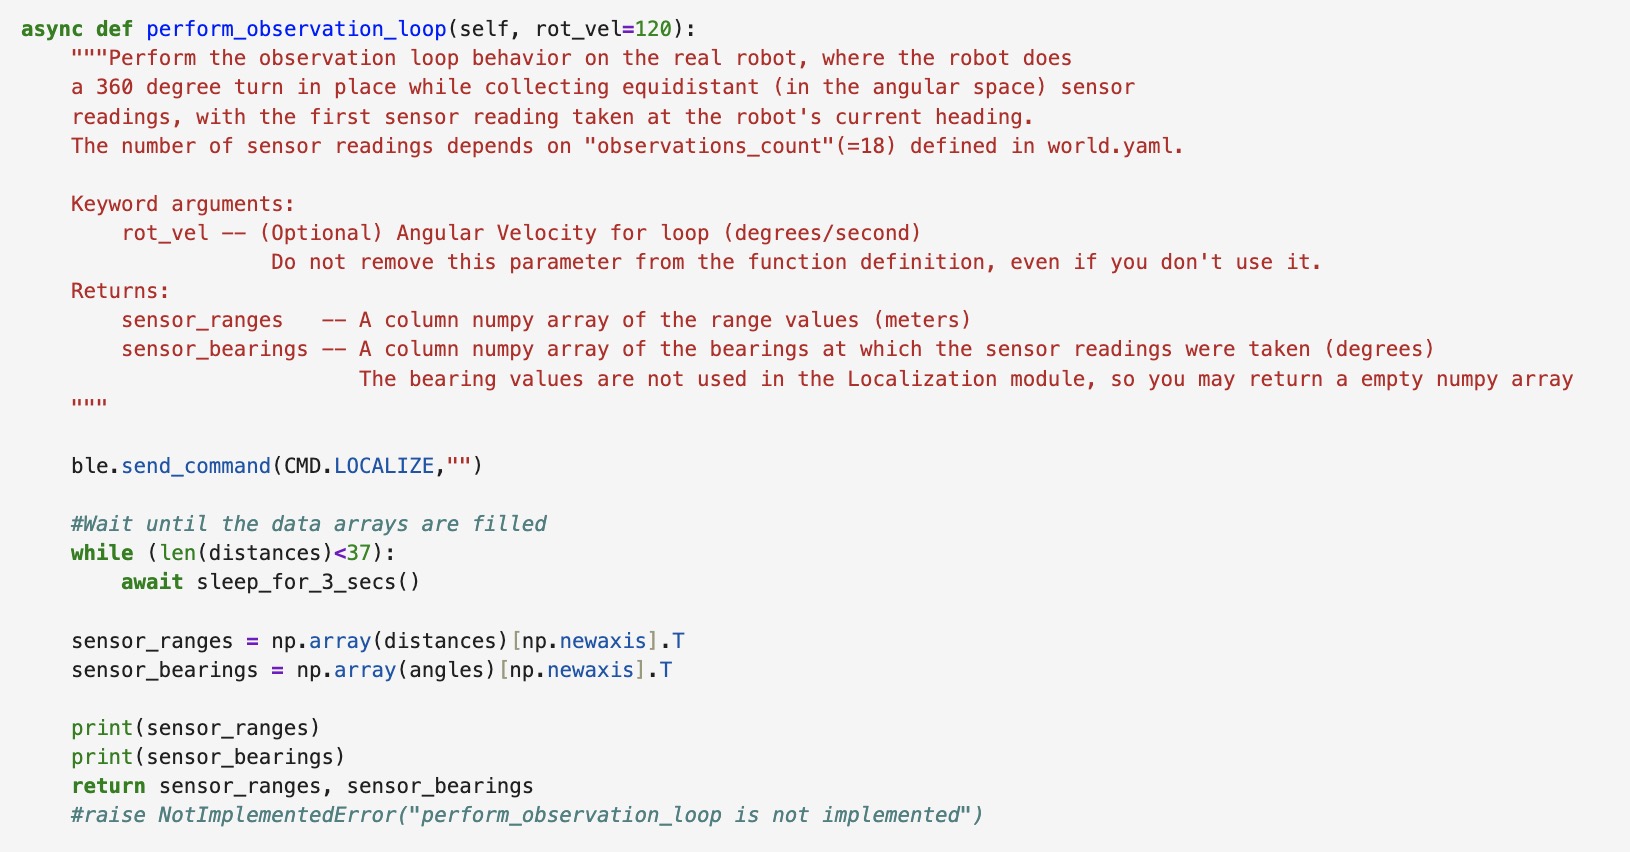 async def perform_observation_loop(self, rot_vel=120):
    """Perform the observation loop behavior on the real robot, where the robot does
    a 360 degree turn in place while collecting equidistant (in the angular space) sensor
    readings, with the first sensor reading taken at the robot's current heading.
    The number of sensor readings depends on "observations_count"(=18) defined in world.yaml.

    Keyword arguments:
        rot_vel -- (Optional) Angular Velocity for loop (degrees/second)
                    Do not remove this parameter from the function definition, even if you don't use it.
    Returns:
        sensor_ranges   -- A column numpy array of the range values (meters)
        sensor_bearings -- A column numpy array of the bearings at which the sensor readings were taken (degrees)
                           The bearing values are not used in the Localization module, so you may return a empty numpy array
    """

    ble.send_command(CMD.LOCALIZE,"")

    #Wait until the data arrays are filled
    while (len(distances)<37):
        await sleep_for_3_secs()

    sensor_ranges = np.array(distances)[np.newaxis].T
    sensor_bearings = np.array(angles)[np.newaxis].T

    print(sensor_ranges)
    print(sensor_bearings)
    return sensor_ranges, sensor_bearings
    #raise NotImplementedError("perform_observation_loop is not implemented")